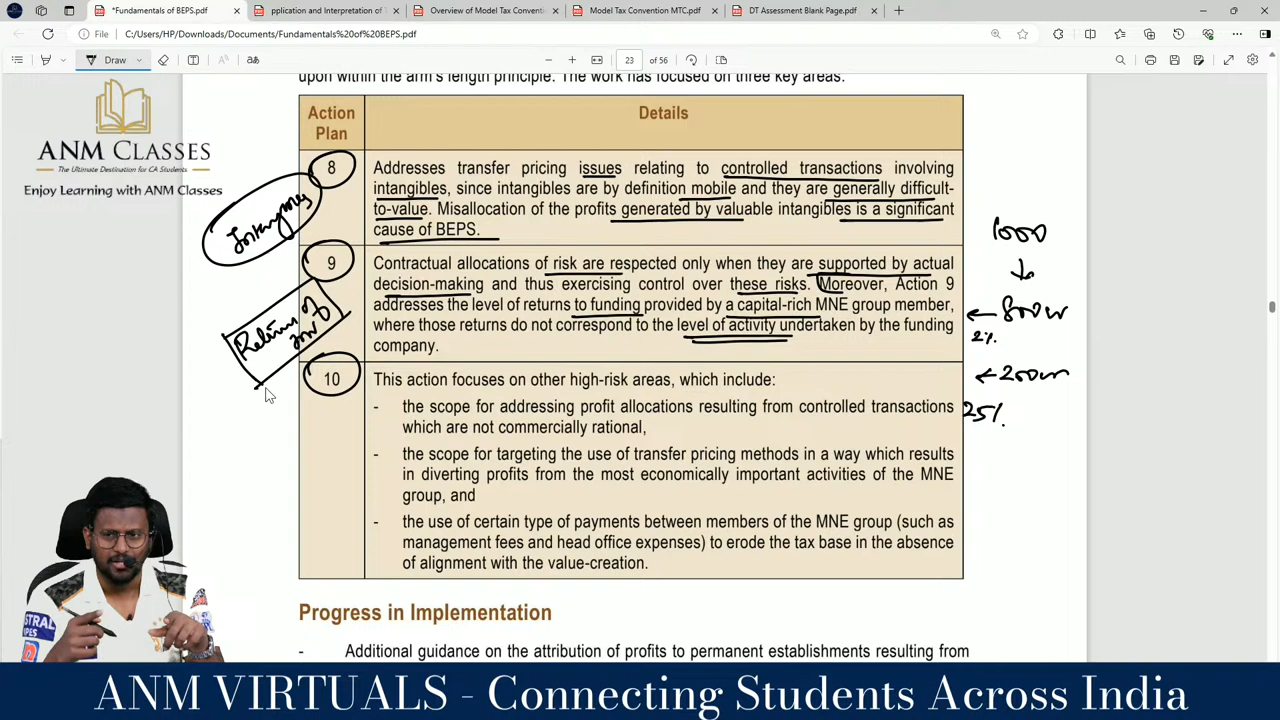 *Fundamentals of BEPS.pdf
pplication and Interpretation of T
Overview of Model Tax Conventi
Model Tax Convention MTC.pdf
DT Assessment Blank Page.pdf
File
C:/Users/HP/Downloads/Documents/Fundamentals%20of%20BEPS.pdf
Draw
23 of 56
upon within the arm's length principle. The work has focused on three key areas.
Action Plan
Details
ANM CLASSES
The Ultimate Destination for CA Students
Enjoy Learning with ANM Classes
8
Addresses transfer pricing issues relating to controlled transactions involving
intangibles, since intangibles are by definition mobile and they are generally difficult-
to-value. Misallocation of the profits generated by valuable intangibles is a significant
cause of BEPS.
9
Contractual allocations of risk are respected only when they are supported by actual
decision-making and thus exercising control over these risks. Moreover, Action 9
addresses the level of returns to funding provided by a capital-rich MNE group member,
where those returns do not correspond to the level of activity undertaken by the funding
company.
1000
2%
25%
10
This action focuses on other high-risk areas, which include:
- the scope for addressing profit allocations resulting from controlled transactions
which are not commercially rational,
- the scope for targeting the use of transfer pricing methods in a way which results
in diverting profits from the most economically important activities of the MNE
group, and
- the use of certain type of payments between members of the MNE group (such as
management fees and head office expenses) to erode the tax base in the absence
of alignment with the value-creation.
Progress in Implementation
- Additional guidance on the attribution of profits to permanent establishments resulting from
ANM VIRTUALS - Connecting Students Across India